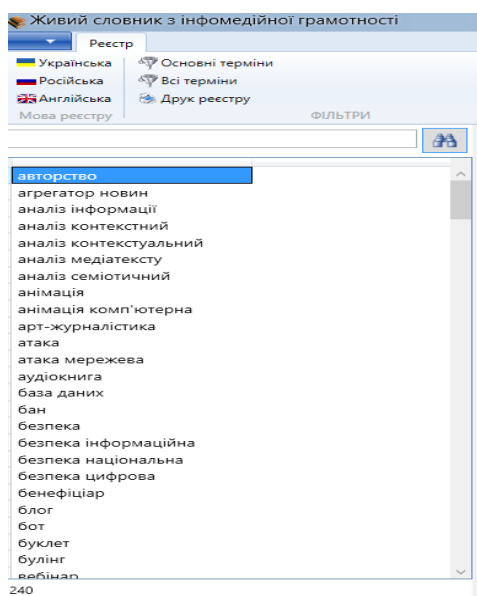 Живий словник з інфомедійної грамотності
Реєстр
Українська
Основні терміни
Російська
Всі терміни
Англійська
Друк реєстру
Мова реєстру
ФІЛЬТРИ
авторство
агрегатор новин
аналіз інформації
аналіз контекстний
аналіз контекстуальний
аналіз медіатексту
аналіз семіотичний
анімація
анімація комп'ютерна
арт-журналістика
атака
атака мережева
аудіокнига
база даних
бан
безпека
безпека інформаційна
безпека національна
безпека цифрова
бенефіціар
блог
бот
буклет
булінг
вебінар
240